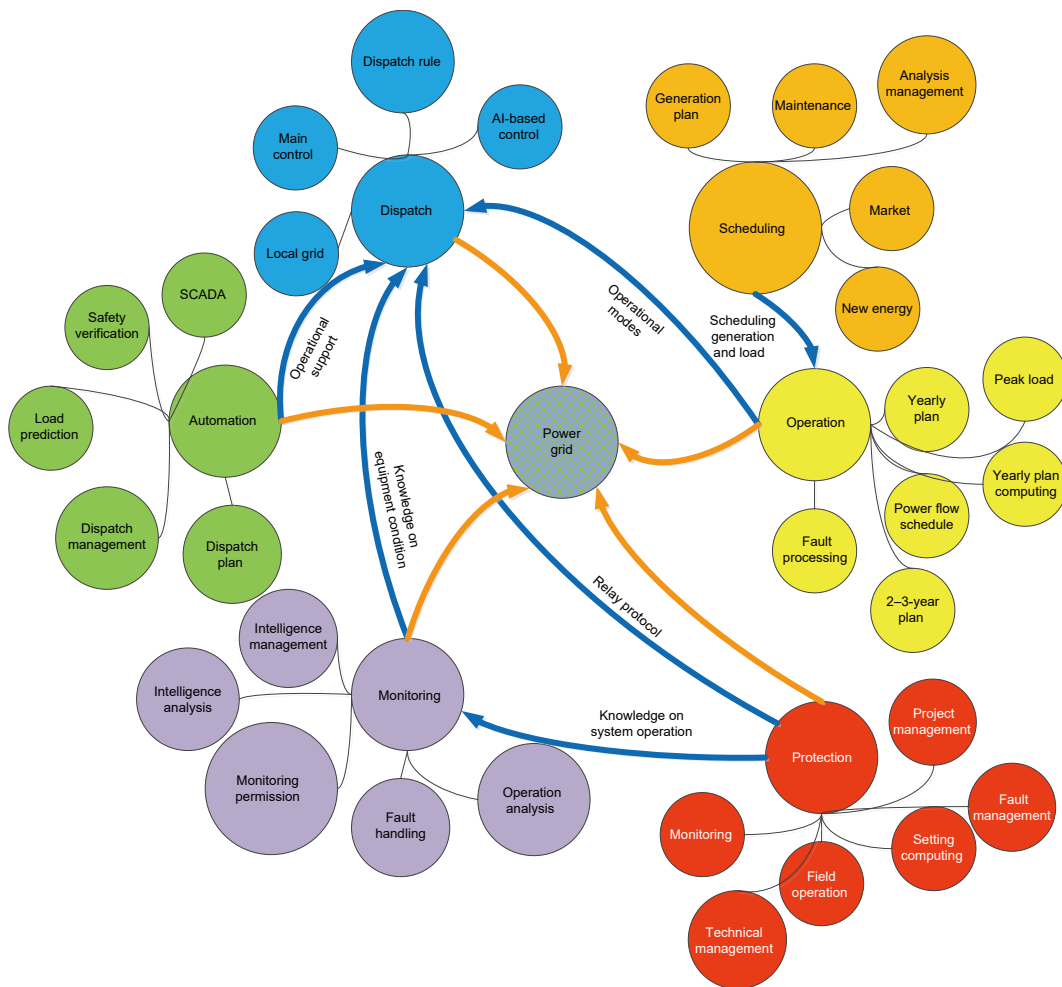 Dispatch rule
Main
control
AI-based
control
Dispatch
Local grid
Generation
plan
Maintenance
Analysis
management
Scheduling
Market
New energy
SCADA
Safety
verification
Automation
Load
prediction
Dispatch
management
Dispatch
plan
Operational
support
Operational
modes
Scheduling
generation
and load
Power
grid
Operation
Yearly
plan
Peak load
Yearly plan
computing
Power flow
schedule
Fault
processing
2–3-year
plan
Knowledge on
equipment condition
Relay protocol
Intelligence
management
Intelligence
analysis
Monitoring
Monitoring
permission
Fault
handling
Operation
analysis
Knowledge on
system operation
Protection
Project
management
Fault
management
Monitoring
Setting
computing
Field
operation
Technical
management